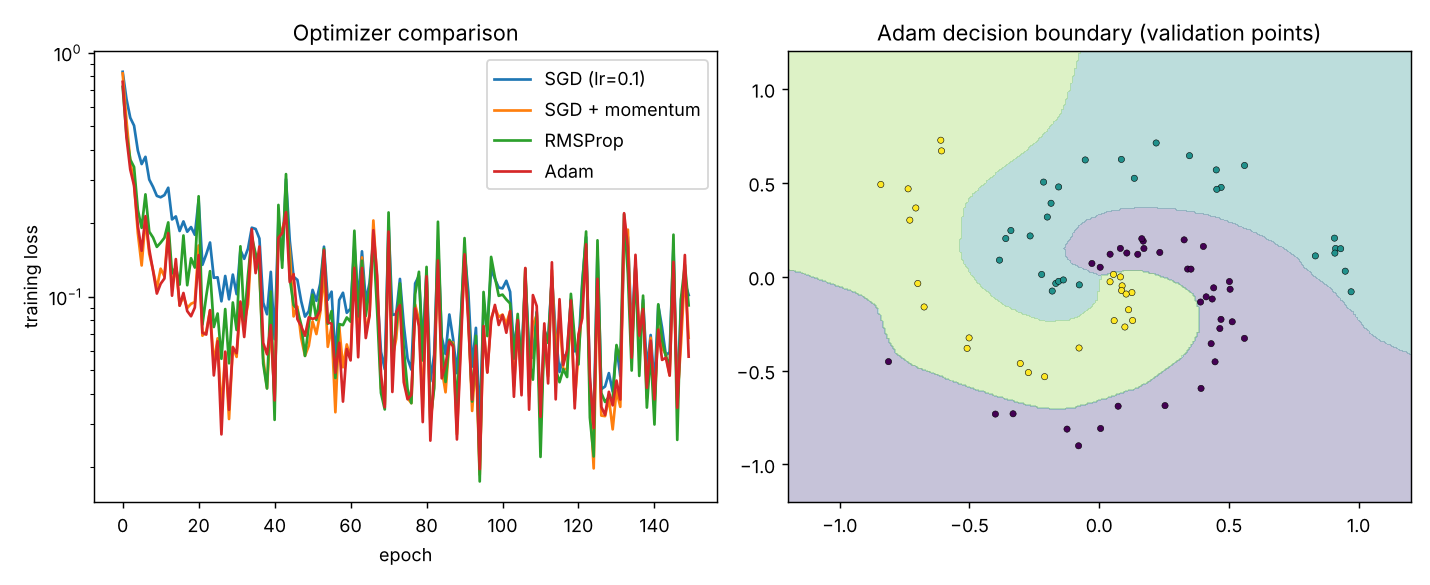 Optimizer comparison
training loss
10⁰
10⁻¹
SGD (lr=0.1)
SGD + momentum
RMSProp
Adam
0 20 40 60 80 100 120 140
epoch
Adam decision boundary (validation points)
1.0
0.5
0.0
−0.5
−1.0
−1.0 −0.5 0.0 0.5 1.0